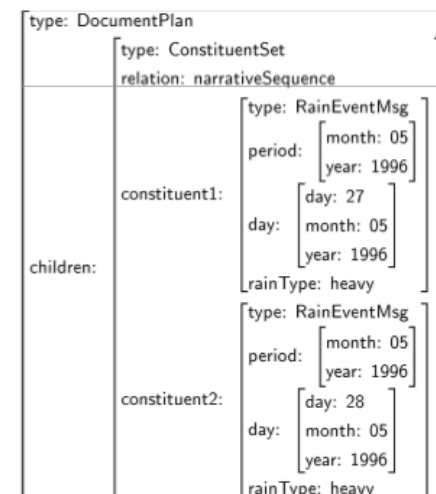 type: DocumentPlan
type: ConstituentSet
relation: narrativeSequence
type: RainEventMsg
month: 05
period:
year: 1996
day: 27
constituent1:
day: month: 05
year: 1996
children:
rainType: heavy
type: RainEventMsg
month: 05
period:
year: 1996
day: 28
constituent2:
day: month: 05
year: 1996
rainType: heavy